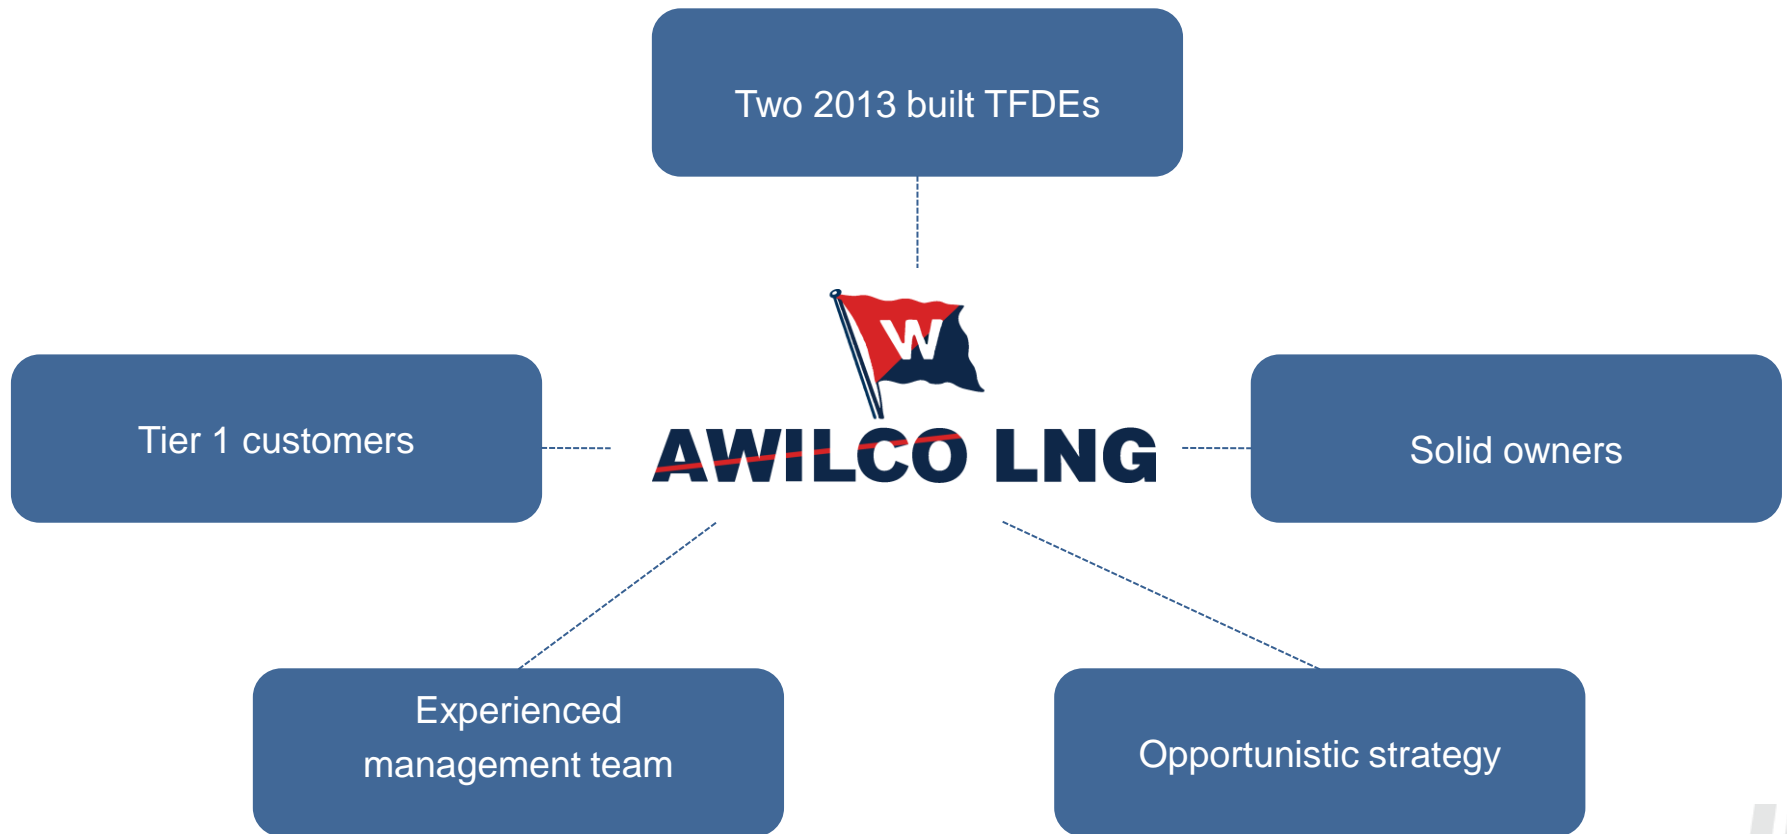 Two 2013 built TFDEs
W
AWILCO LNG
Tier 1 customers
Solid owners
Experienced
management team
Opportunistic strategy